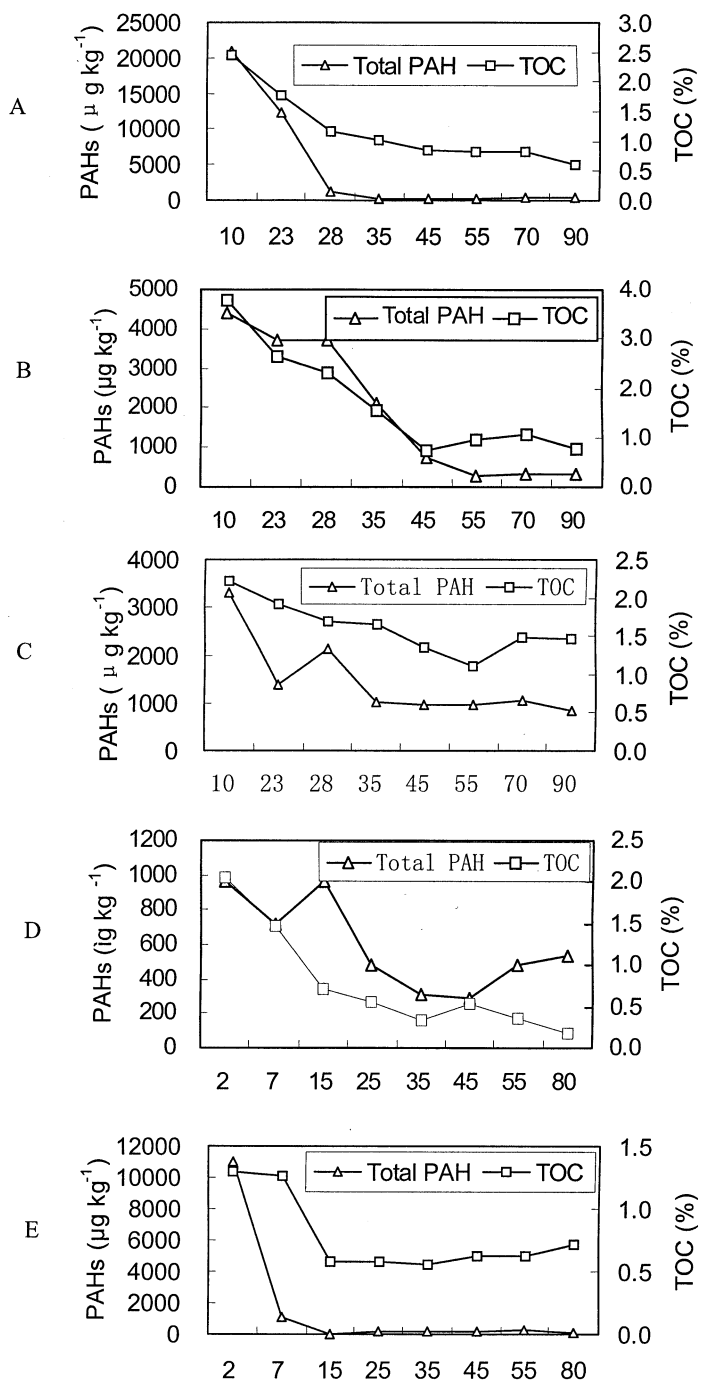 A
PAHs ( μ g kg-1)
25000
20000
15000
10000
5000
0
Total PAH TOC
3.0
2.5
2.0
1.5
1.0
0.5
0.0
TOC (%)
10 23 28 35 45 55 70 90
B
PAHs (µg kg-1)
5000
4000
3000
2000
1000
0
Total PAH TOC
4.0
3.0
2.0
1.0
0.0
TOC (%)
10 23 28 35 45 55 70 90
C
PAHs ( μ g kg-1)
4000
3000
2000
1000
0
Total PAH TOC
2.5
2.0
1.5
1.0
0.5
0.0
TOC (%)
10 23 28 35 45 55 70 90
D
PAHs (ig kg -1)
1200
1000
800
600
400
200
0
Total PAH TOC
2.5
2.0
1.5
1.0
0.5
0.0
TOC (%)
2 7 15 25 35 45 55 80
E
PAHs (µg kg-1)
12000
10000
8000
6000
4000
2000
0
Total PAH TOC
1.5
1.0
0.5
0.0
TOC (%)
2 7 15 25 35 45 55 80